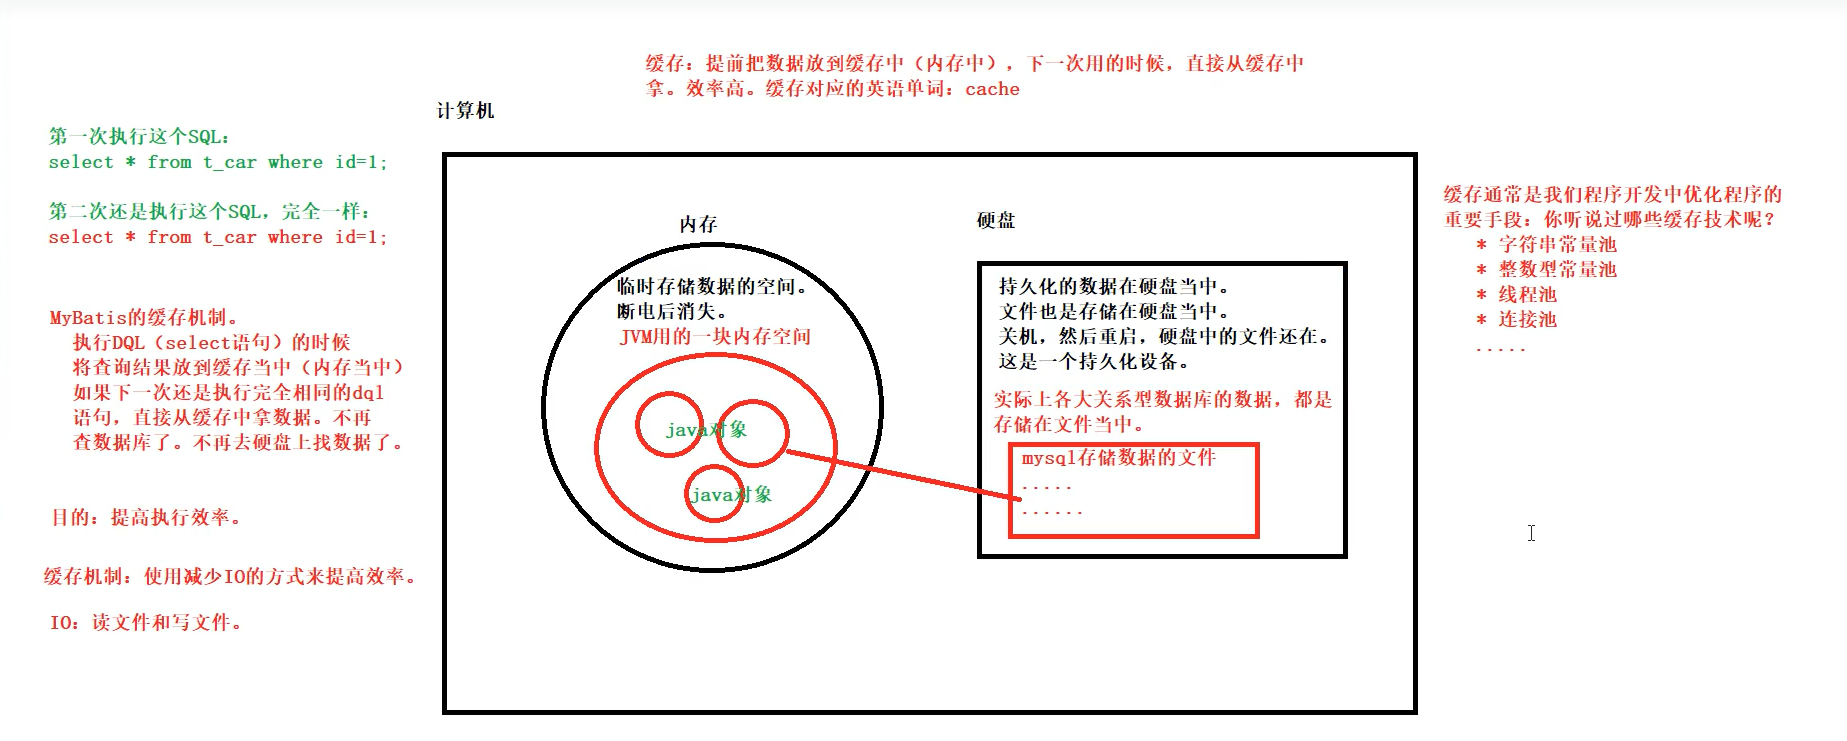 缓存：提前把数据放到缓存中（内存中），下一次用的时候，直接从缓存中
拿。效率高。缓存对应的英语单词：cache
计算机
第一次执行这个SQL：
select * from t_car where id=1;
第二次还是执行这个SQL，完全一样：
select * from t_car where id=1;
MyBatis的缓存机制。
执行DQL（select语句）的时候
将查询结果放到缓存当中（内存当中）
如果下一次还是执行完全相同的dql
语句，直接从缓存中拿数据。不再
查数据库了。不再去硬盘上找数据了。
目的：提高执行效率。
缓存机制：使用减少IO的方式来提高效率。
IO：读文件和写文件。
内存
临时存储数据的空间。
断电后消失。
JVM用的一块内存空间
java对象
java对象
硬盘
持久化的数据在硬盘当中。
文件也是存储在硬盘当中。
关机，然后重启，硬盘中的文件还在。
这是一个持久化设备。
实际上各大关系型数据库的数据，都是
存储在文件当中。
mysql存储数据的文件
.....
......
缓存通常是我们程序开发中优化程序的
重要手段：你听说过哪些缓存技术呢？
* 字符串常量池
* 整数型常量池
* 线程池
* 连接池
.....